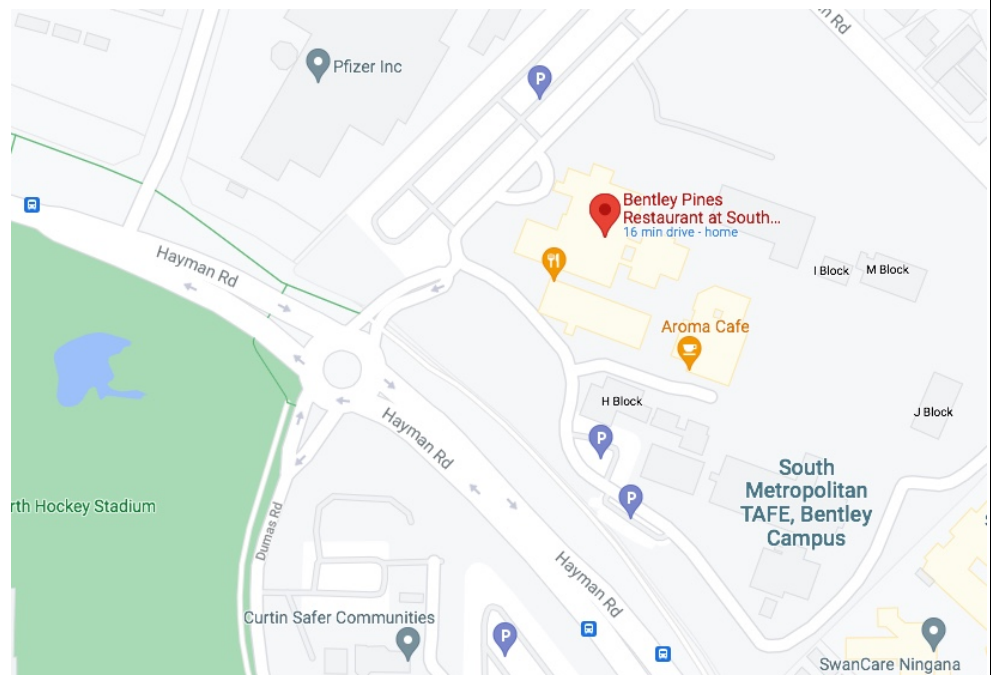 n Rd
Pfizer Inc
P
Bentley Pines
Restaurant at South...
16 min drive - home
Hayman Rd
I Block
M Block
Aroma Cafe
H Block
J Block
Hayman Rd
P
South
Metropolitan
TAFE, Bentley
Campus
P
rth Hockey Stadium
Dumas Rd
Hayman Rd
Curtin Safer Communities
P
SwanCare Ningana